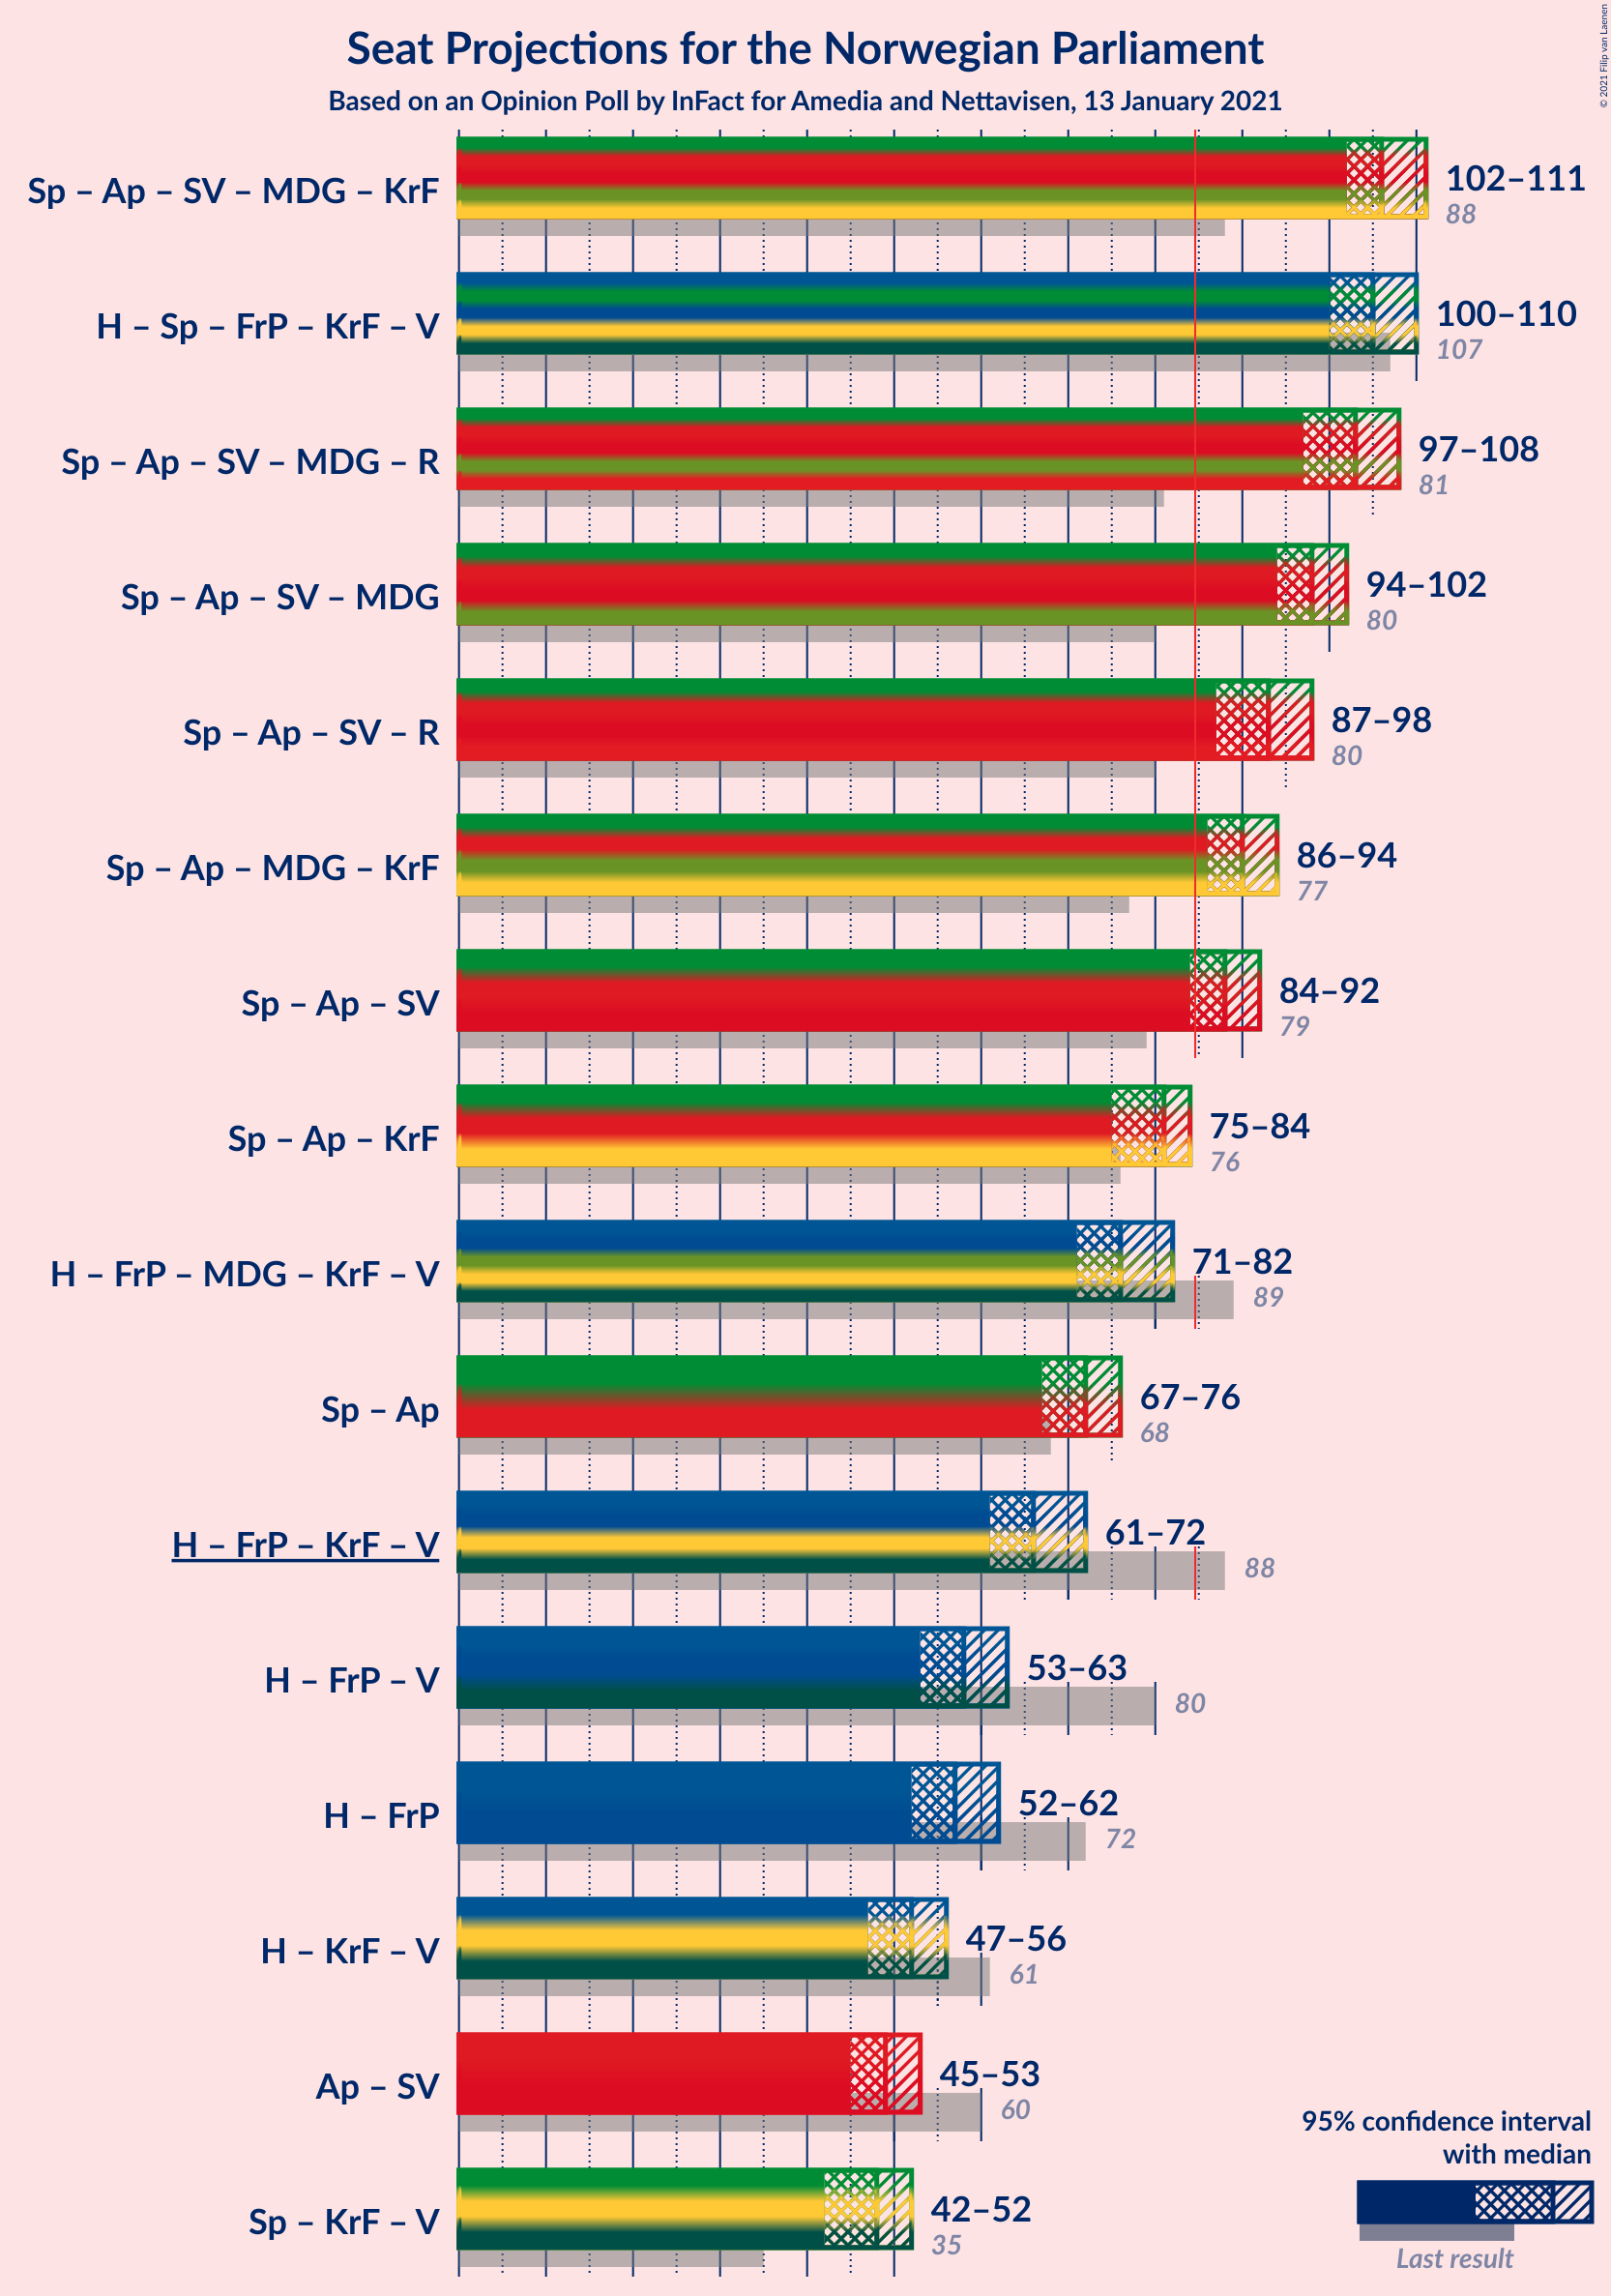 Seat Projections for the Norwegian Parliament
Based on an Opinion Poll by InFact for Amedia and Nettavisen, 13 January 2021
© 2021 Filip van Laenen
Sp – Ap – SV – MDG – KrF
102–111
88
H – Sp – FrP – KrF – V
100–110
107
Sp – Ap – SV – MDG – R
97–108
81
Sp – Ap – SV – MDG
94–102
80
Sp – Ap – SV – R
87–98
80
Sp – Ap – MDG – KrF
86–94
77
Sp – Ap – SV
84–92
79
Sp – Ap – KrF
75–84
76
H – FrP – MDG – KrF – V
71–82
89
Sp – Ap
67–76
68
H – FrP – KrF – V
61–72
88
H – FrP – V
53–63
80
H – FrP
52–62
72
H – KrF – V
47–56
61
Ap – SV
45–53
60
Sp – KrF – V
42–52
35
95% confidence interval
with median
Last result